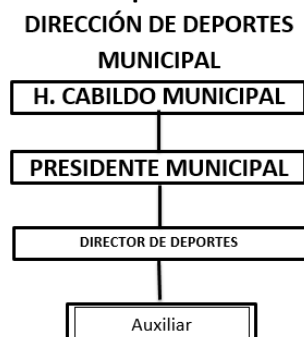 DIRECCIÓN DE DEPORTES
MUNICIPAL
H. CABILDO MUNICIPAL
PRESIDENTE MUNICIPAL
DIRECTOR DE DEPORTES
Auxiliar